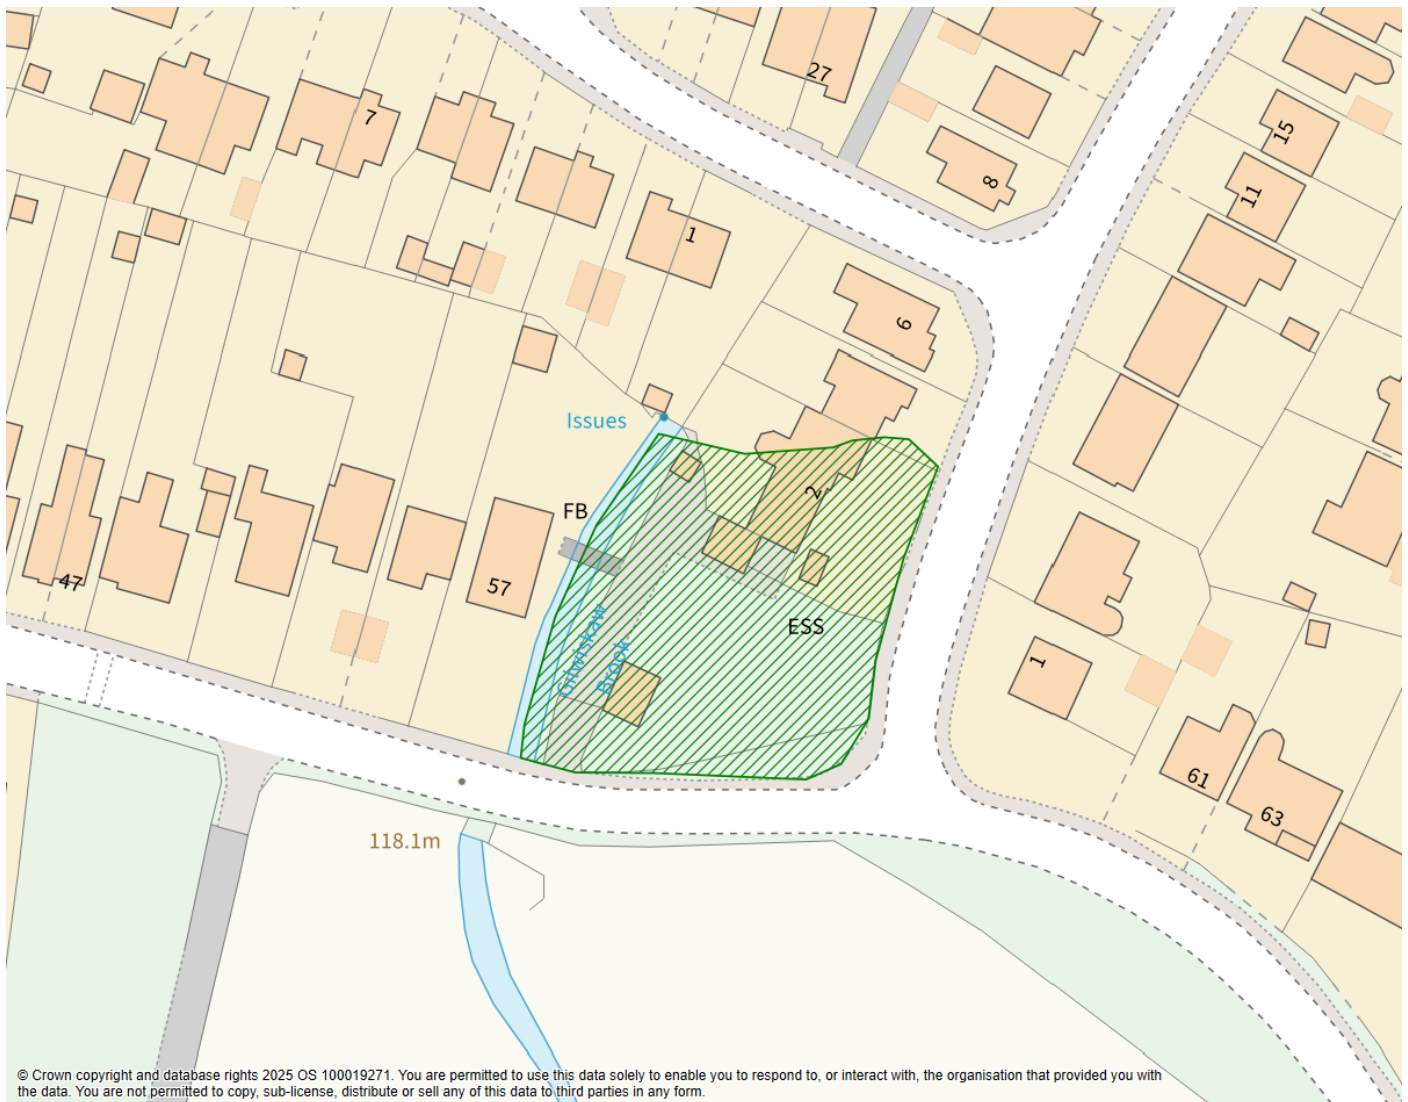 27
15
7
8
11
1
6
Issues
2
FB
47
57
ESS
Gilwiskaw
Brook
1
61
63
118.1m
© Crown copyright and database rights 2025 OS 100019271. You are permitted to use this data solely to enable you to respond to, or interact with, the organisation that provided you with
the data. You are not permitted to copy, sub-license, distribute or sell any of this data to third parties in any form.